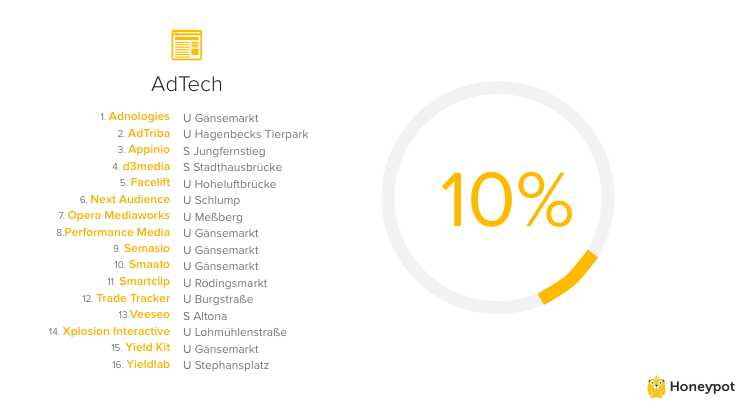 AdTech
1. Adnologies U Gänsemarkt
2. AdTriba U Hagenbecks Tierpark
3. Appinio S Jungfernstieg
4. d3media S Stadthausbrücke
5. Facelift U Hoheluftbrücke
6. Next Audience U Schlump
7. Opera Mediaworks U Meßberg
8.Performance Media U Gänsemarkt
9. Semasio U Gänsemarkt
10. Smaato U Gänsemarkt
11. Smartclip U Rödingsmarkt
12. Trade Tracker U Burgstraße
13.Veeseo S Altona
14. Xplosion Interactive U Lohmühlenstraße
15. Yield Kit U Gänsemarkt
16. Yieldlab U Stephansplatz
10%
Honeypot